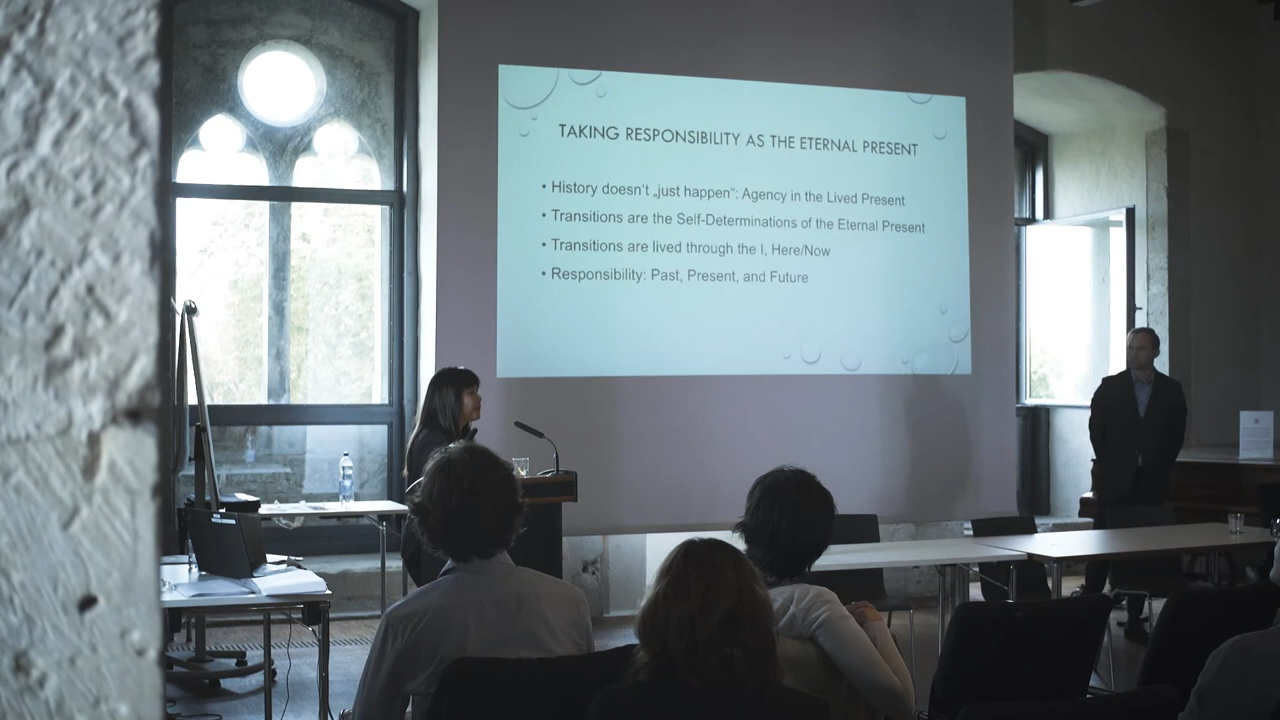 TAKING RESPONSIBILITY AS THE ETERNAL PRESENT
• History doesn't „just happen“: Agency in the Lived Present
• Transitions are the Self-Determinations of the Eternal Present
• Transitions are lived through the I, Here/Now
• Responsibility: Past, Present, and Future